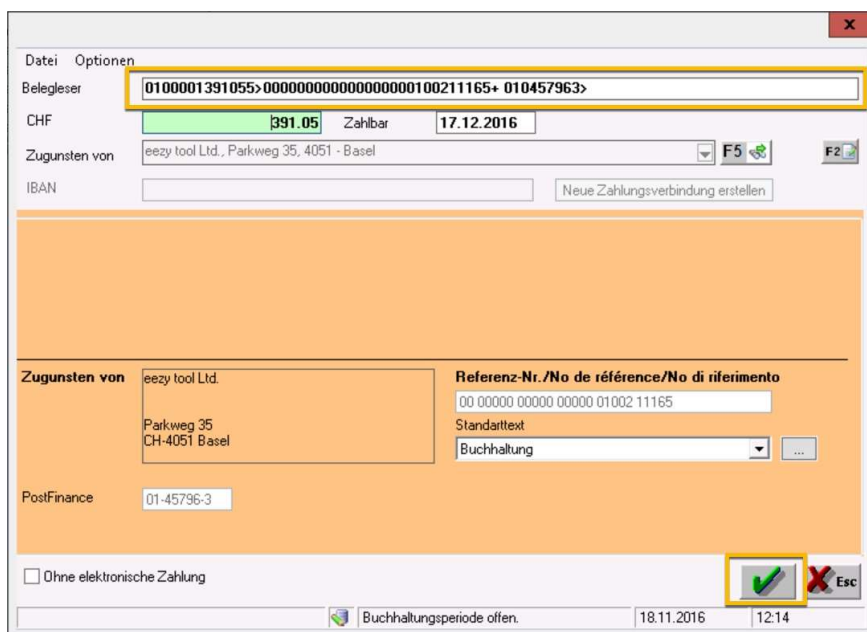 x
Datei Optionen
Belegleser 0100001391055>000000000000000000100211165+ 010457963>
CHF 391.05 Zahlbar 17.12.2016
Zugunsten von eezy tool Ltd., Parkweg 35, 4051 - Basel F5 F2
IBAN Neue Zahlungsverbindung erstellen
Zugunsten von eezy tool Ltd. Referenz-Nr./No de référence/No di riferimento
00 00000 00000 00000 01002 11165
Parkweg 35 Standarttext
CH-4051 Basel Buchhaltung ...
PostFinance 01-45796-3
Ohne elektronische Zahlung Esc
Buchhaltungsperiode offen. 18.11.2016 12:14